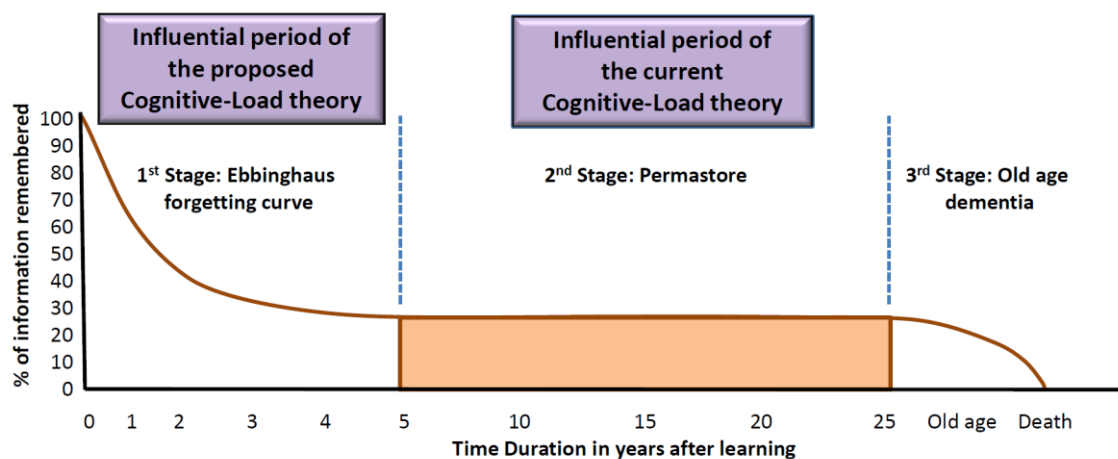 Influential period of
the proposed
Cognitive-Load theory
Influential period of
the current
Cognitive-Load theory
% of information remembered
100
90
80
70
60
50
40
30
20
10
0
1st Stage: Ebbinghaus
forgetting curve
2nd Stage: Permastore
3rd Stage: Old age
dementia
0 1 2 3 4 5 10 15 20 25 Old age Death
Time Duration in years after learning